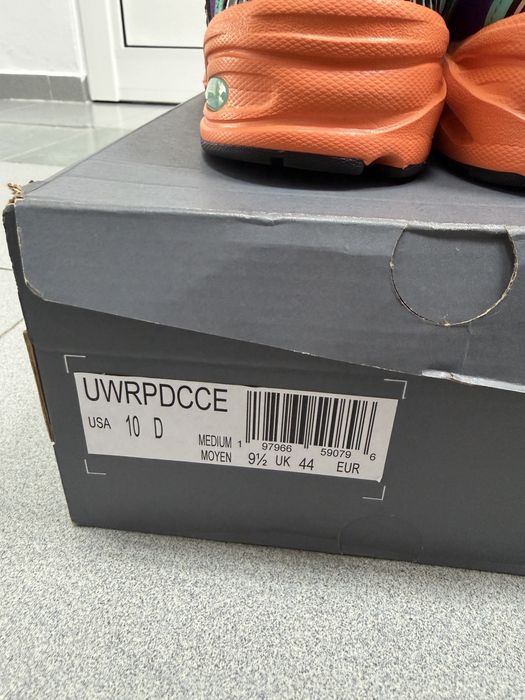 UWRPDCCE
USA 10 D
MEDIUM
MOYEN
1 97966 59079 6
9½ UK 44 EUR